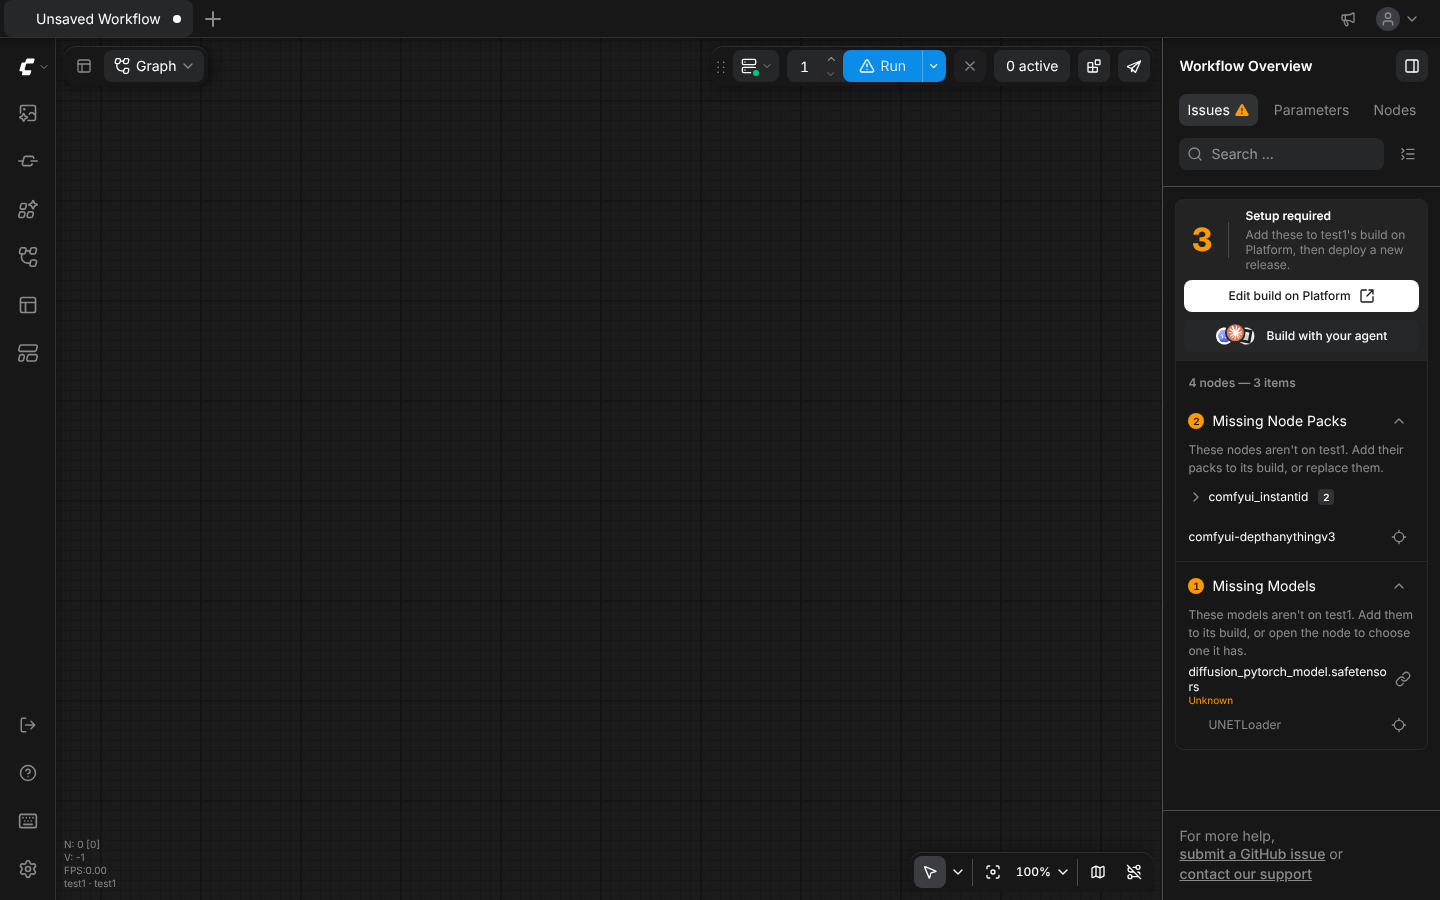 Unsaved Workflow
Graph
1
Run
0 active
Workflow Overview
Issues
Parameters
Nodes
Search ...
3
Setup required
Add these to test1's build on
Platform, then deploy a new
release.
Edit build on Platform
Build with your agent
4 nodes — 3 items
2
Missing Node Packs
These nodes aren't on test1. Add their
packs to its build, or replace them.
comfyui_instantid
2
comfyui-depthanythingv3
1
Missing Models
These models aren't on test1. Add them
to its build, or open the node to choose
one it has.
diffusion_pytorch_model.safetenso
rs
Unknown
UNETLoader
N: 0 [0]
V: -1
FPS:0.00
test1 · test1
100%
For more help,
submit a GitHub issue or
contact our support